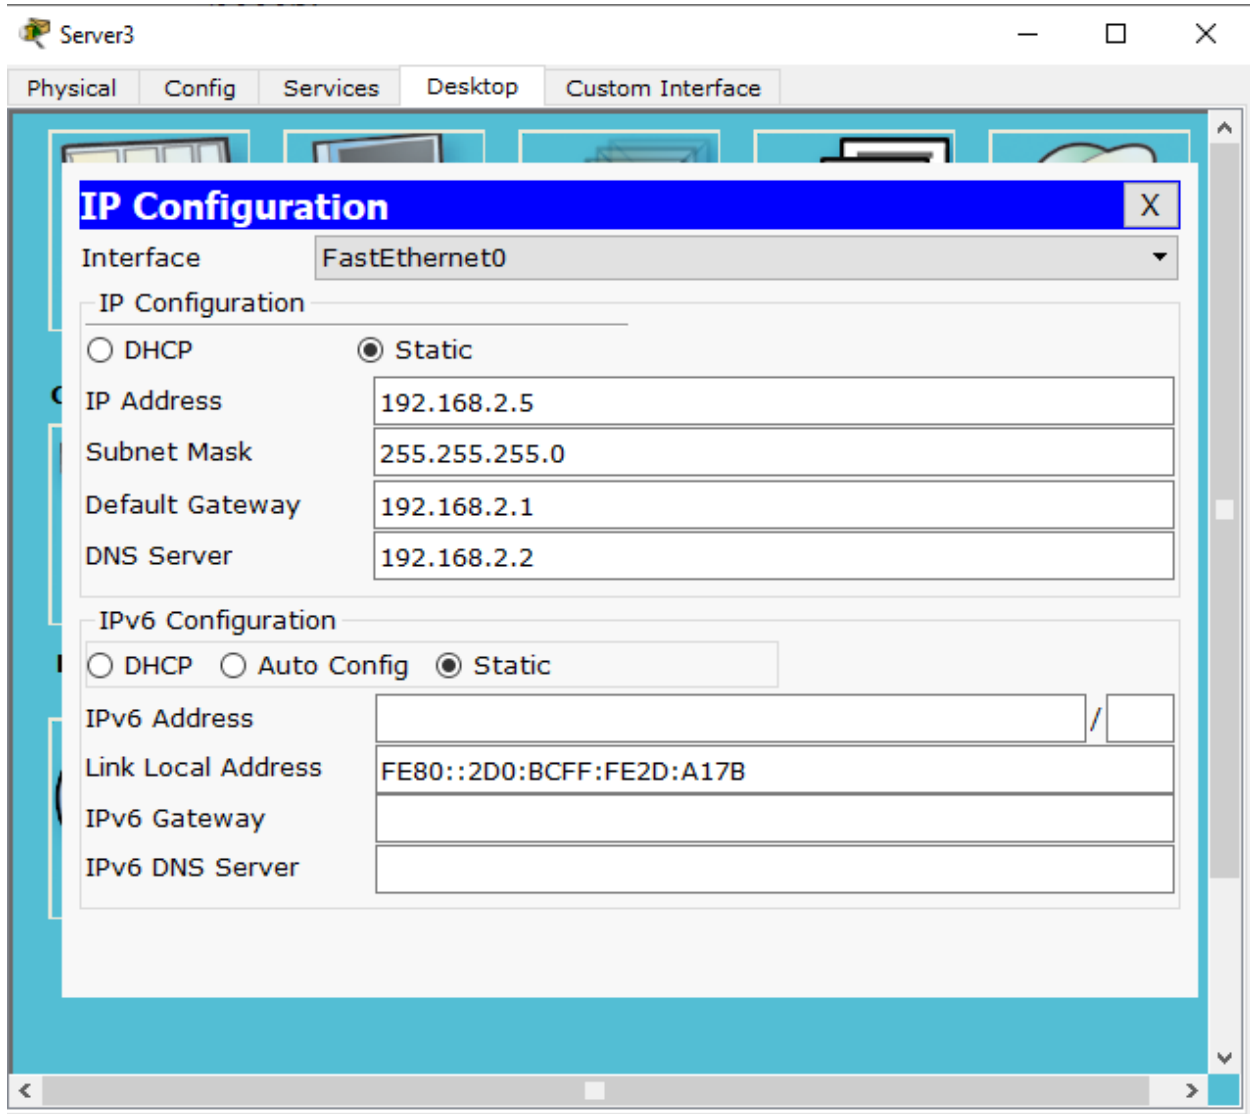 Server3
Physical Config Services Desktop Custom Interface
IP Configuration X
Interface FastEthernet0
IP Configuration
DHCP Static
IP Address 192.168.2.5
Subnet Mask 255.255.255.0
Default Gateway 192.168.2.1
DNS Server 192.168.2.2
IPv6 Configuration
DHCP Auto Config Static
IPv6 Address /
Link Local Address FE80::2D0:BCFF:FE2D:A17B
IPv6 Gateway
IPv6 DNS Server